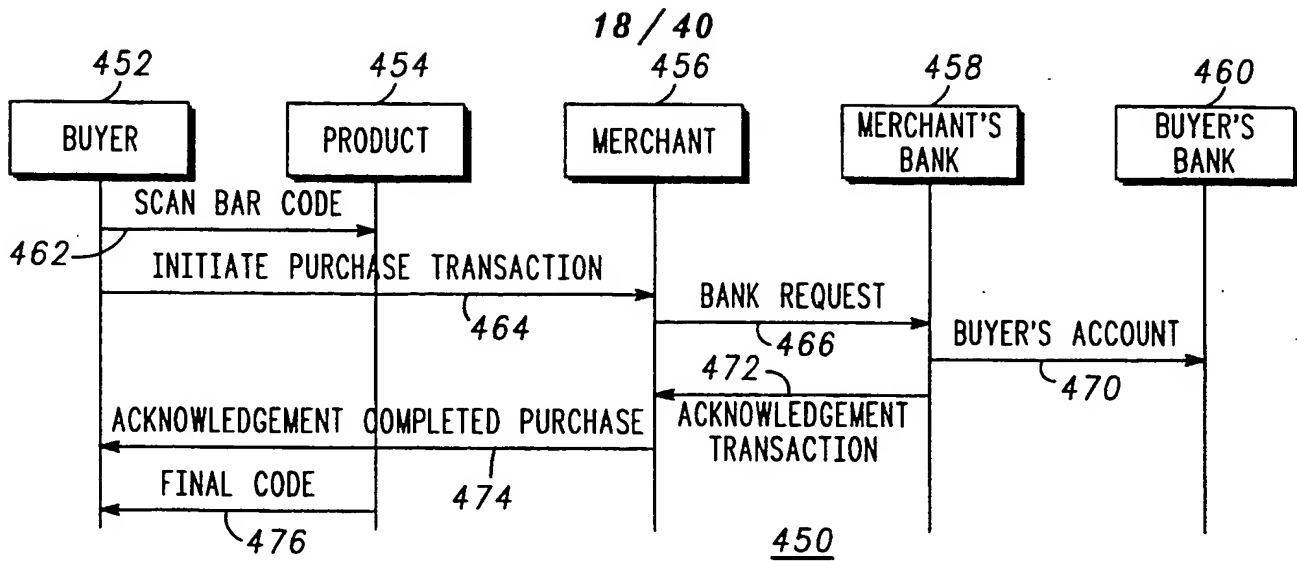 18/40
452
454
456
458
460
BUYER
PRODUCT
MERCHANT
MERCHANT'S
BANK
BUYER'S
BANK
SCAN BAR CODE
462
INITIATE PURCHASE TRANSACTION
464
BANK REQUEST
466
BUYER'S ACCOUNT
470
472
ACKNOWLEDGEMENT
TRANSACTION
ACKNOWLEDGEMENT COMPLETED PURCHASE
474
FINAL CODE
476
450